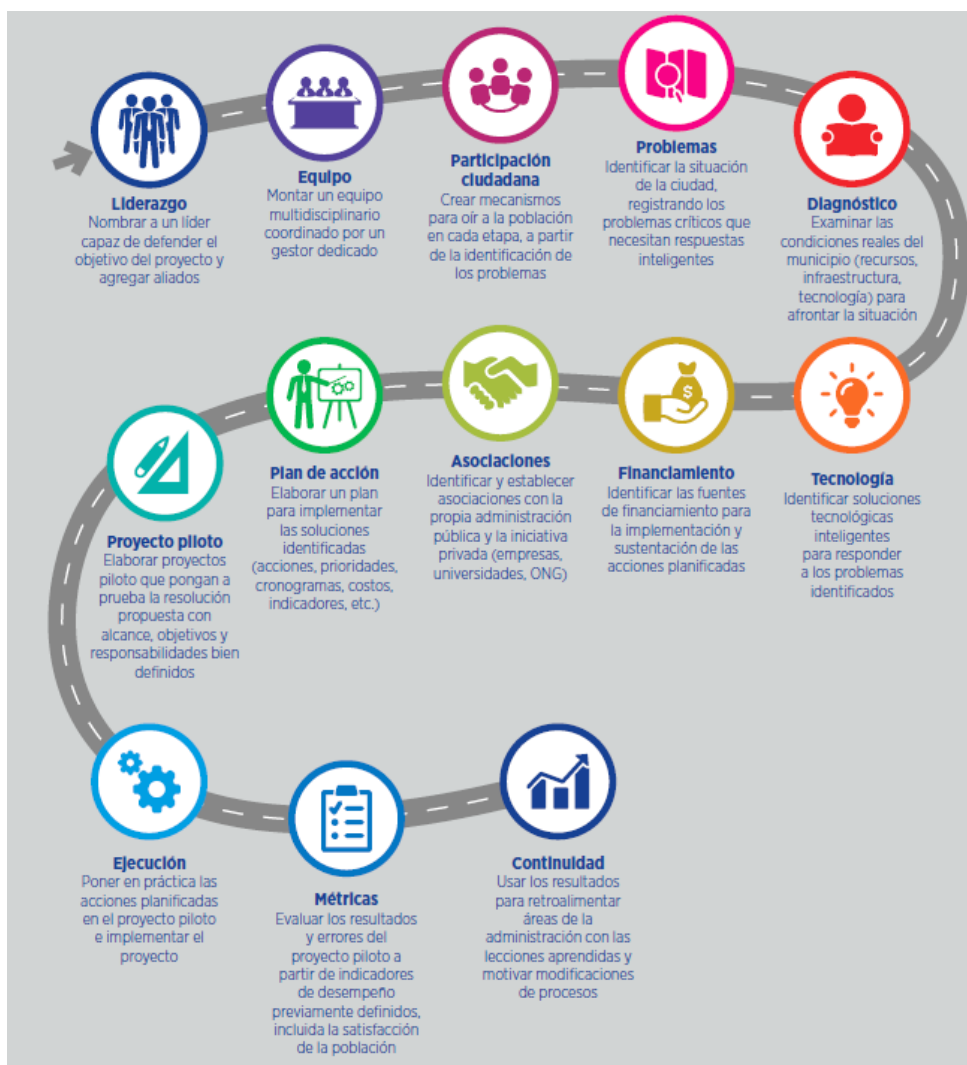 Liderazgo
Nombrar a un líder
capaz de defender el
objetivo del proyecto y
agregar aliados
Equipo
Montar un equipo
multidisciplinario
coordinado por un
gestor dedicado
Participación
ciudadana
Crear mecanismos
para oír a la población
en cada etapa, a partir
de la identificación de
los problemas
Problemas
Identificar la situación
de la ciudad,
registrando los
problemas críticos que
necesitan respuestas
inteligentes
Diagnóstico
Examinar las
condiciones reales del
municipio (recursos,
infraestructura,
tecnología) para
afrontar la situación
Tecnología
Identificar soluciones
tecnológicas
inteligentes
para responder
a los problemas
identificados
$
Financiamiento
Identificar las fuentes
de financiamiento para
la implementación y
sustentación de las
acciones planificadas
Asociaciones
Identificar y establecer
asociaciones con la
propia administración
pública y la iniciativa
privada (empresas,
universidades, ONG)
Plan de acción
Elaborar un plan
para implementar
las soluciones
identificadas
(acciones, prioridades,
cronogramas, costos,
indicadores, etc.)
Proyecto piloto
Elaborar proyectos
piloto que pongan a
prueba la resolución
propuesta con
alcance, objetivos y
responsabilidades bien
definidos
Ejecución
Poner en práctica las
acciones planificadas
en el proyecto piloto
e implementar el
proyecto
Métricas
Evaluar los resultados
y errores del
proyecto piloto a
partir de indicadores
de desempeño
previamente definidos,
incluida la satisfacción
de la población
Continuidad
Usar los resultados
para retroalimentar
áreas de la
administración con las
lecciones aprendidas y
motivar modificaciones
de procesos